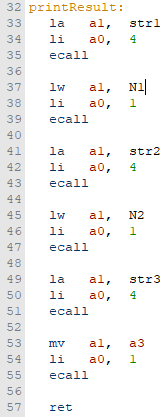 32 printResult:
33 la a1, str1
34 li a0, 4
35 ecall
36
37 lw a1, N1
38 li a0, 1
39 ecall
40
41 la a1, str2
42 li a0, 4
43 ecall
44
45 lw a1, N2
46 li a0, 1
47 ecall
48
49 la a1, str3
50 li a0, 4
51 ecall
52
53 mv a1, a3
54 li a0, 1
55 ecall
56
57 ret